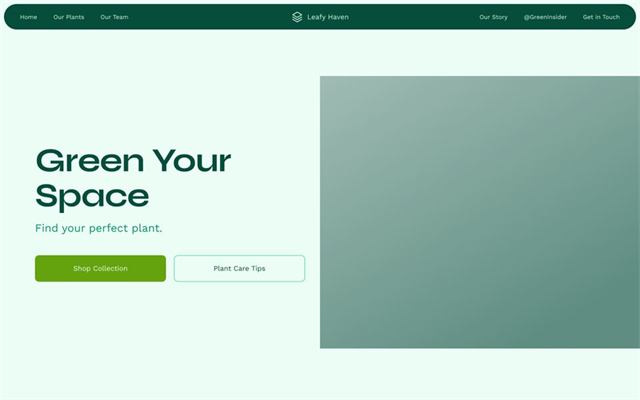 Home
Our Plants
Our Team
Leafy Haven
Our Story
@GreenInsider
Get in Touch
Green Your
Space
Find your perfect plant.
Shop Collection
Plant Care Tips